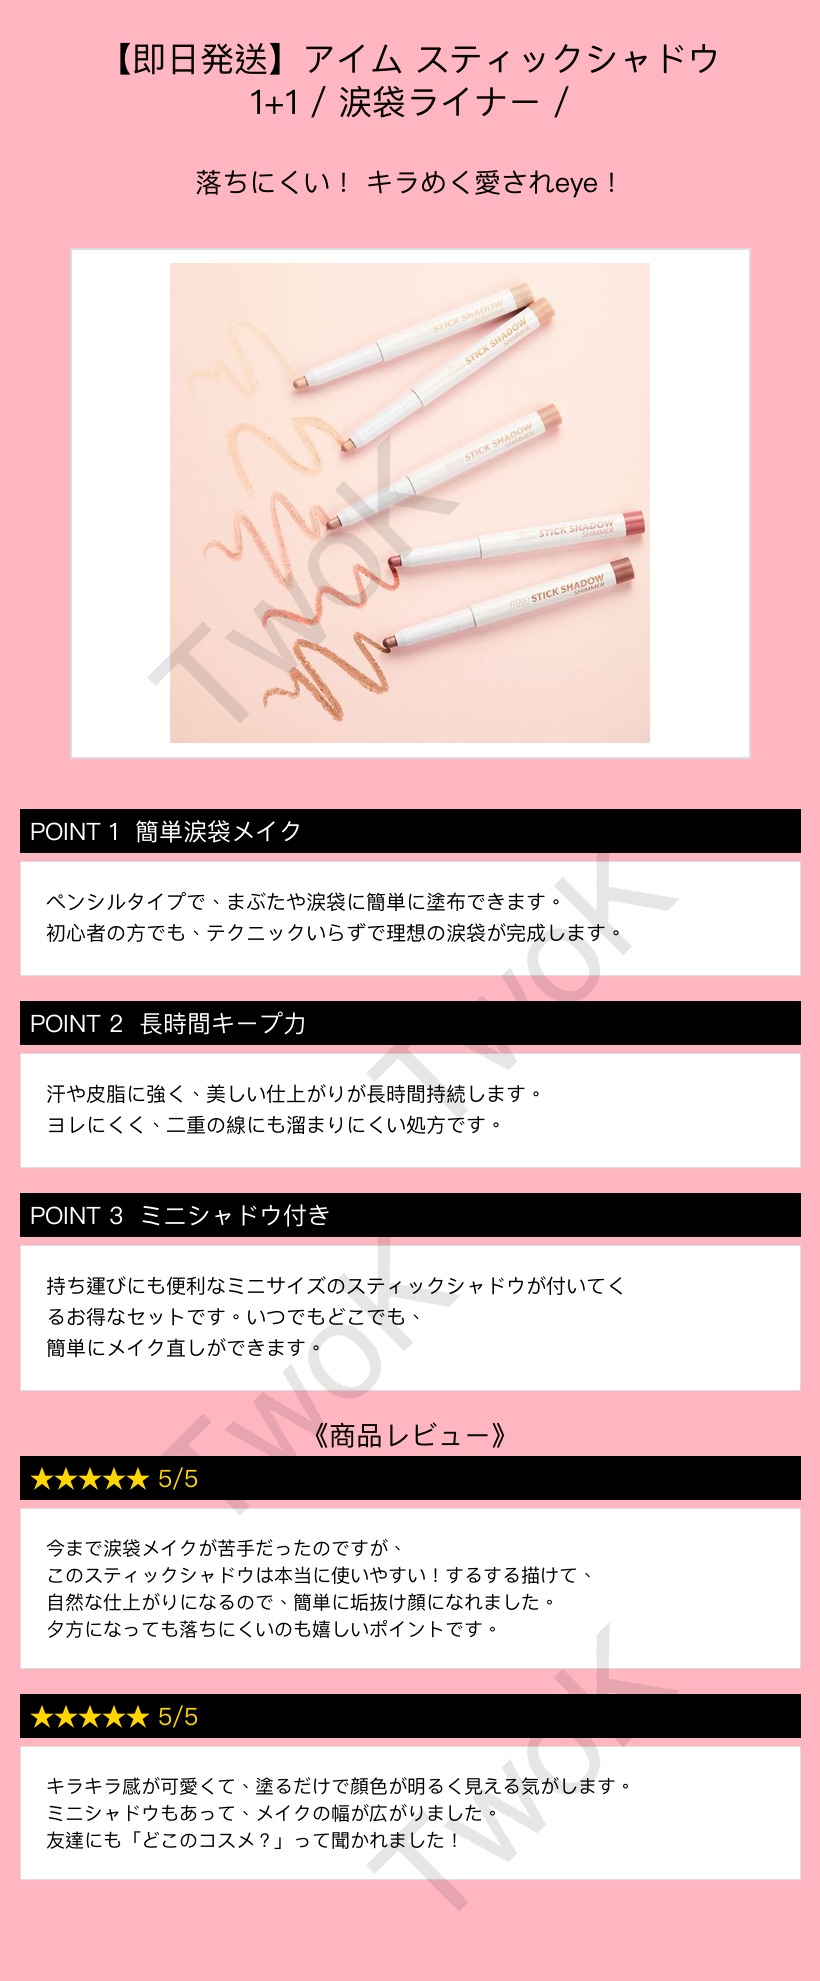 【即日発送】アイム スティックシャドウ
1+1 / 涙袋ライナー /
落ちにくい！ キラめく愛されeye！
STICK SHADOW
SHIMMER
STICK SHADOW
SHIMMER
STICK SHADOW
SHIMMER
STICK SHADOW
SHIMMER
STICK SHADOW
SHIMMER
TwoK
POINT 1 簡単涙袋メイク
ペンシルタイプで、まぶたや涙袋に簡単に塗布できます。
初心者の方でも、テクニックいらずで理想の涙袋が完成します。
TwoK
POINT 2 長時間キープ力
汗や皮脂に強く、美しい仕上がりが長時間持続します。
ヨレにくく、二重の線にも溜まりにくい処方です。
POINT 3 ミニシャドウ付き
持ち運びにも便利なミニサイズのスティックシャドウが付いてく
るお得なセットです。いつでもどこでも、
簡単にメイク直しができます。
TwoK
《商品レビュー》
★★★★★ 5/5
今まで涙袋メイクが苦手だったのですが、
このスティックシャドウは本当に使いやすい！するする描けて、
自然な仕上がりになるので、簡単に垢抜け顔になれました。
夕方になっても落ちにくいのも嬉しいポイントです。
★★★★★ 5/5
キラキラ感が可愛くて、塗るだけで顔色が明るく見える気がします。
ミニシャドウもあって、メイクの幅が広がりました。
友達にも「どこのコスメ？」って聞かれました！
TwoK